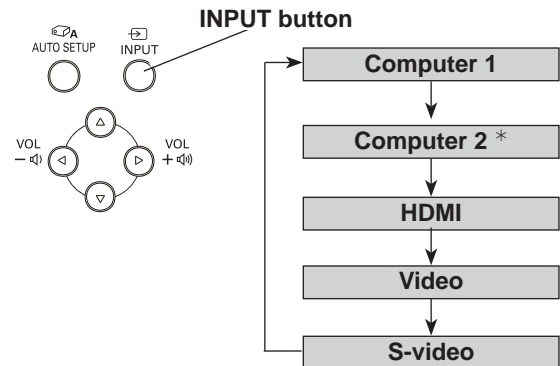 INPUT button
A
AUTO SETUP
INPUT
VOL
−
VOL
+
Computer 1
Computer 2 *
HDMI
Video
S-video